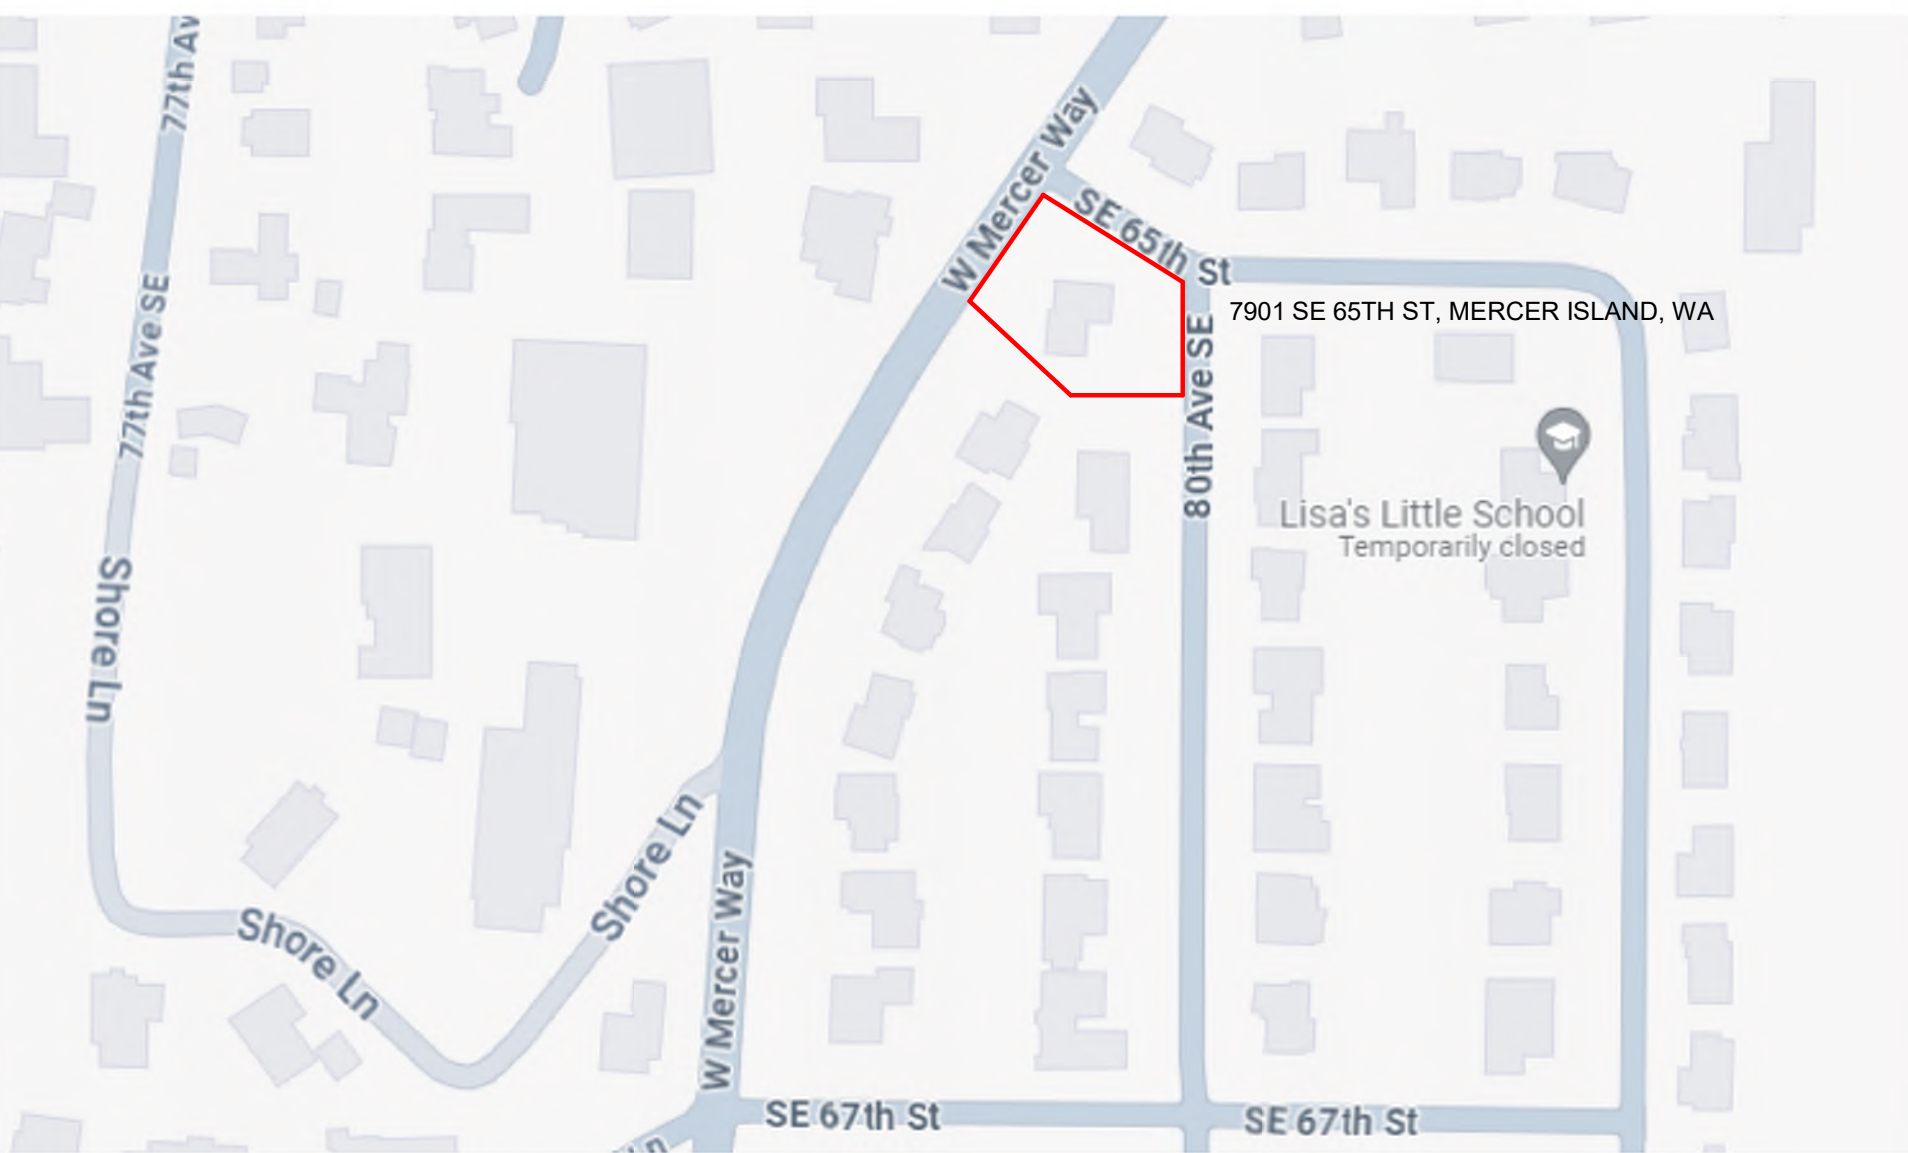 77th Av
W Mercer Way
SE 65th St
7901 SE 65TH ST, MERCER ISLAND, WA
77th Ave SE
80th Ave SE
Lisa's Little School
Temporarily closed
Shore Ln
Shore Ln
Shore Ln
W Mercer Way
SE 67th St
SE 67th St
Ln